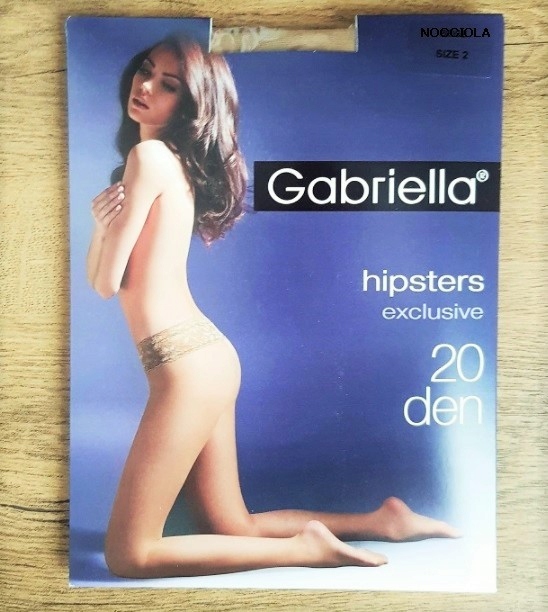 NOCCIOLA
SIZE 2
Gabriella®
hipsters
exclusive
20
den